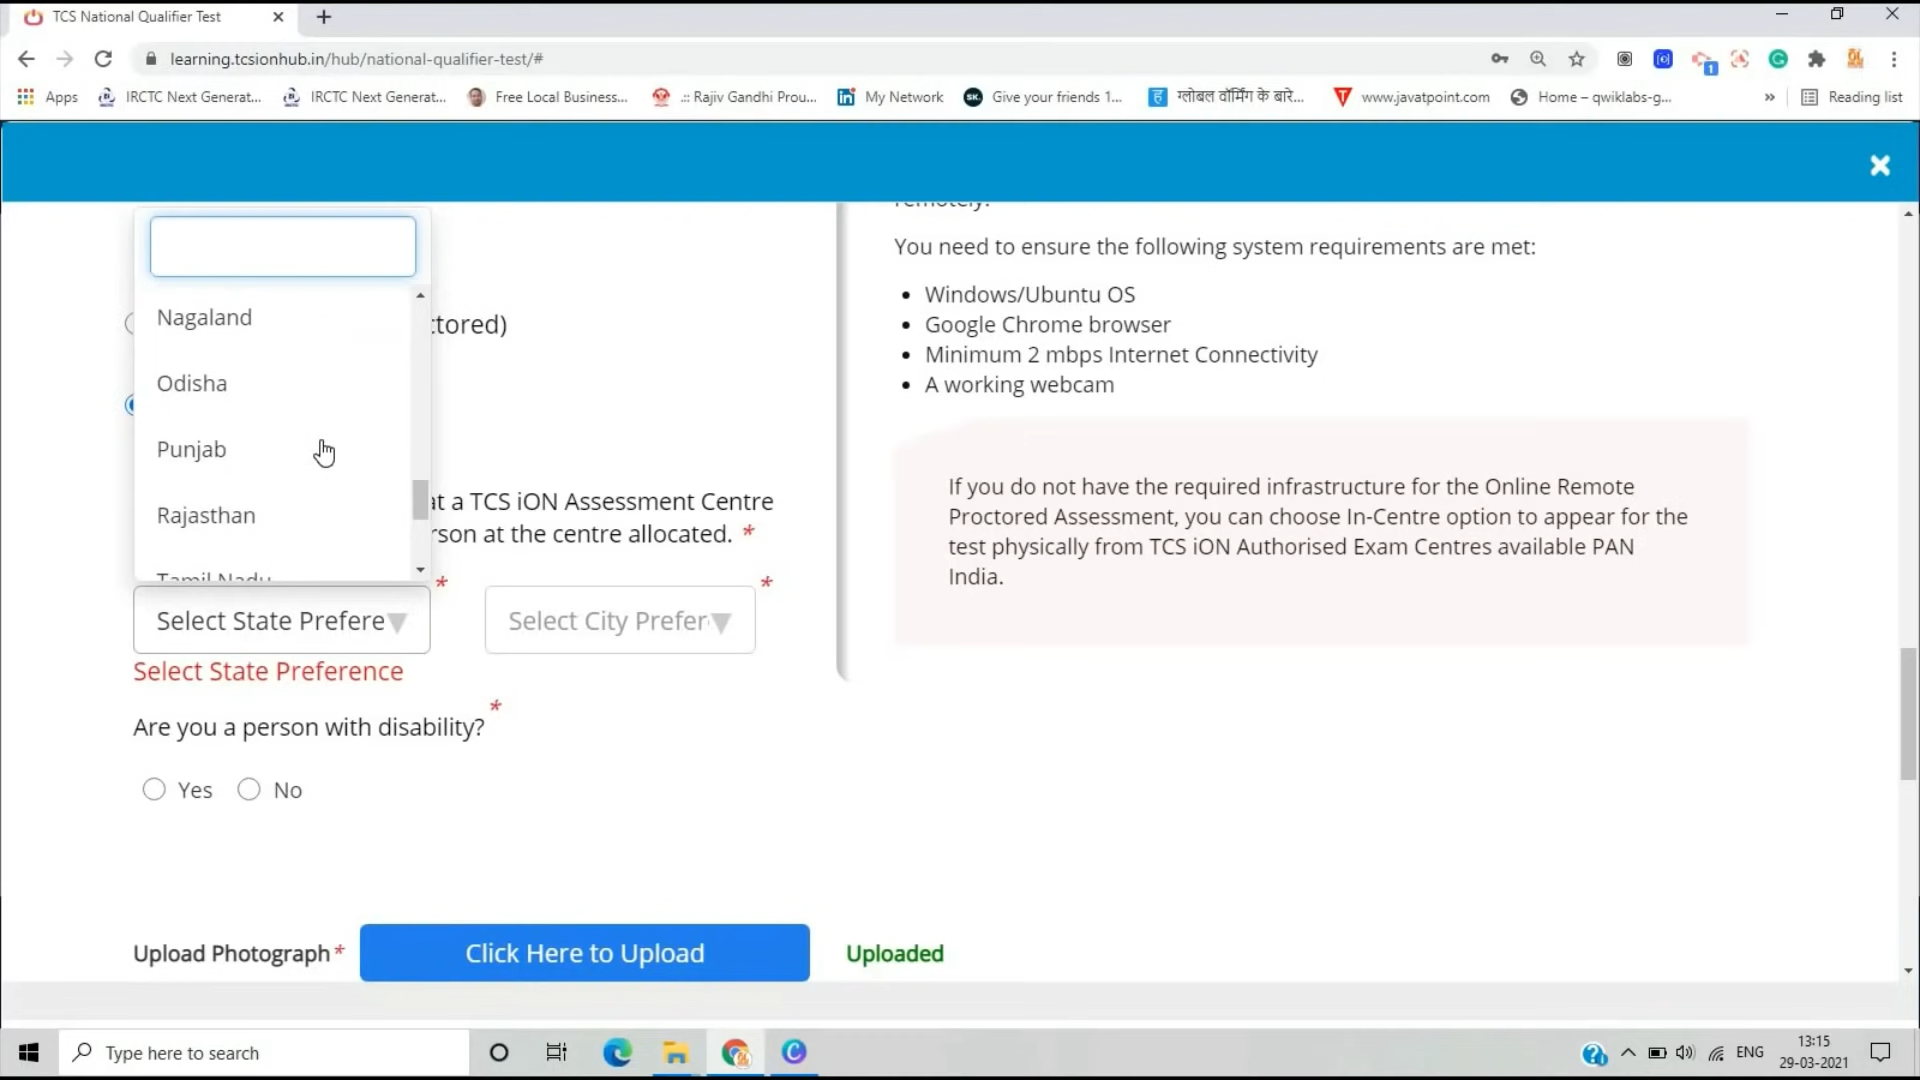 TCS National Qualifier Test
learning.tcsionhub.in/hub/national-qualifier-test/#
1
Apps
IRCTC Next Generat...
IRCTC Next Generat...
Free Local Business...
.:: Rajiv Gandhi Prou...
My Network
Give your friends 1...
ग्लोबल वॉर्मिंग के बारे...
www.javatpoint.com
Home – qwiklabs-g...
»
Reading list
remotely.
You need to ensure the following system requirements are met:
• Windows/Ubuntu OS
• Google Chrome browser
• Minimum 2 mbps Internet Connectivity
• A working webcam
If you do not have the required infrastructure for the Online Remote
Proctored Assessment, you can choose In-Centre option to appear for the
test physically from TCS iON Authorised Exam Centres available PAN
India.
Nagaland
Odisha
Punjab
Rajasthan
Tamil Nadu
ctored)
at a TCS iON Assessment Centre
rson at the centre allocated. *
* *
Select State Prefere
Select City Prefer
Select State Preference
Are you a person with disability? *
Yes No
Upload Photograph *
Click Here to Upload
Uploaded
Type here to search
ENG
13:15
29-03-2021